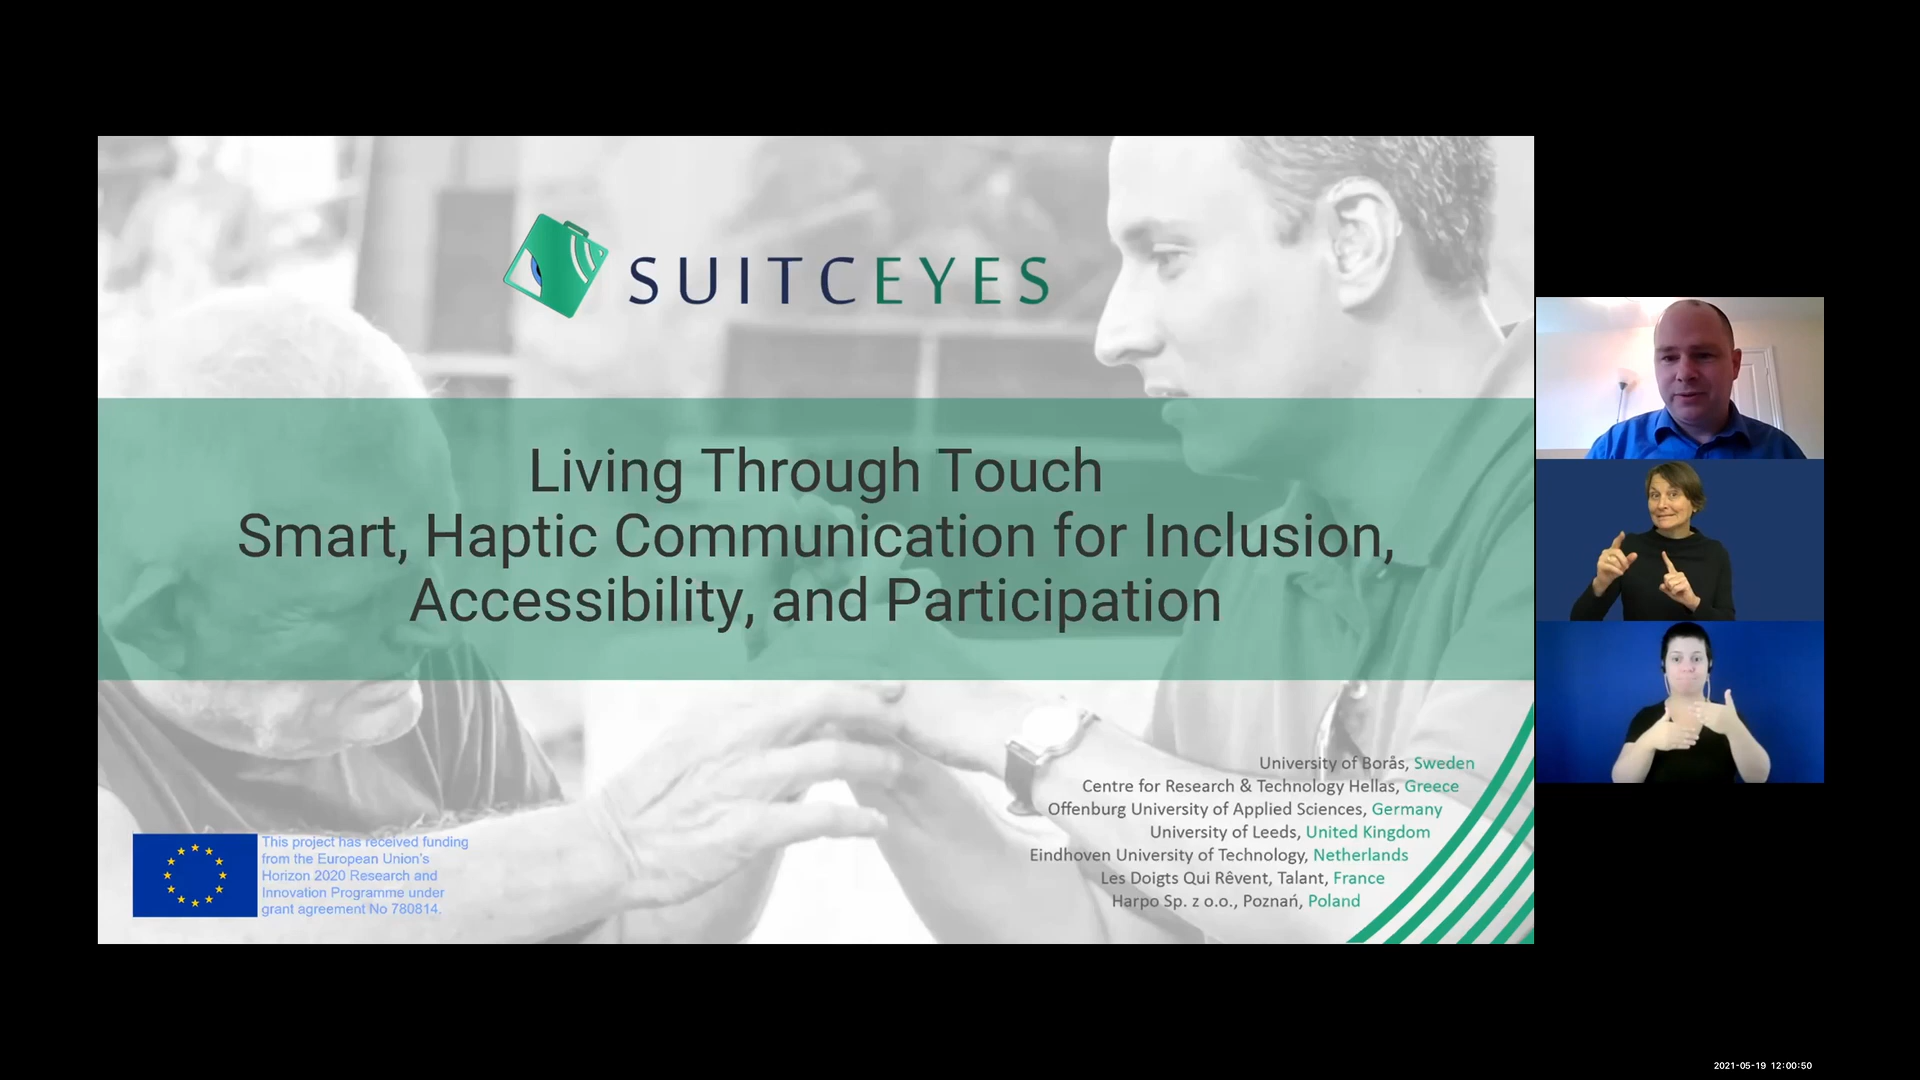 SUITCEYES
Living Through Touch
Smart, Haptic Communication for Inclusion,
Accessibility, and Participation
University of Borås, Sweden
Centre for Research & Technology Hellas, Greece
Offenburg University of Applied Sciences, Germany
University of Leeds, United Kingdom
Eindhoven University of Technology, Netherlands
Les Doigts Qui Rêvent, Talant, France
Harpo Sp. z o.o., Poznań, Poland
This project has received funding
from the European Union's
Horizon 2020 Research and
Innovation Programme under
grant agreement No 780814.
2021-05-19 12:00:50